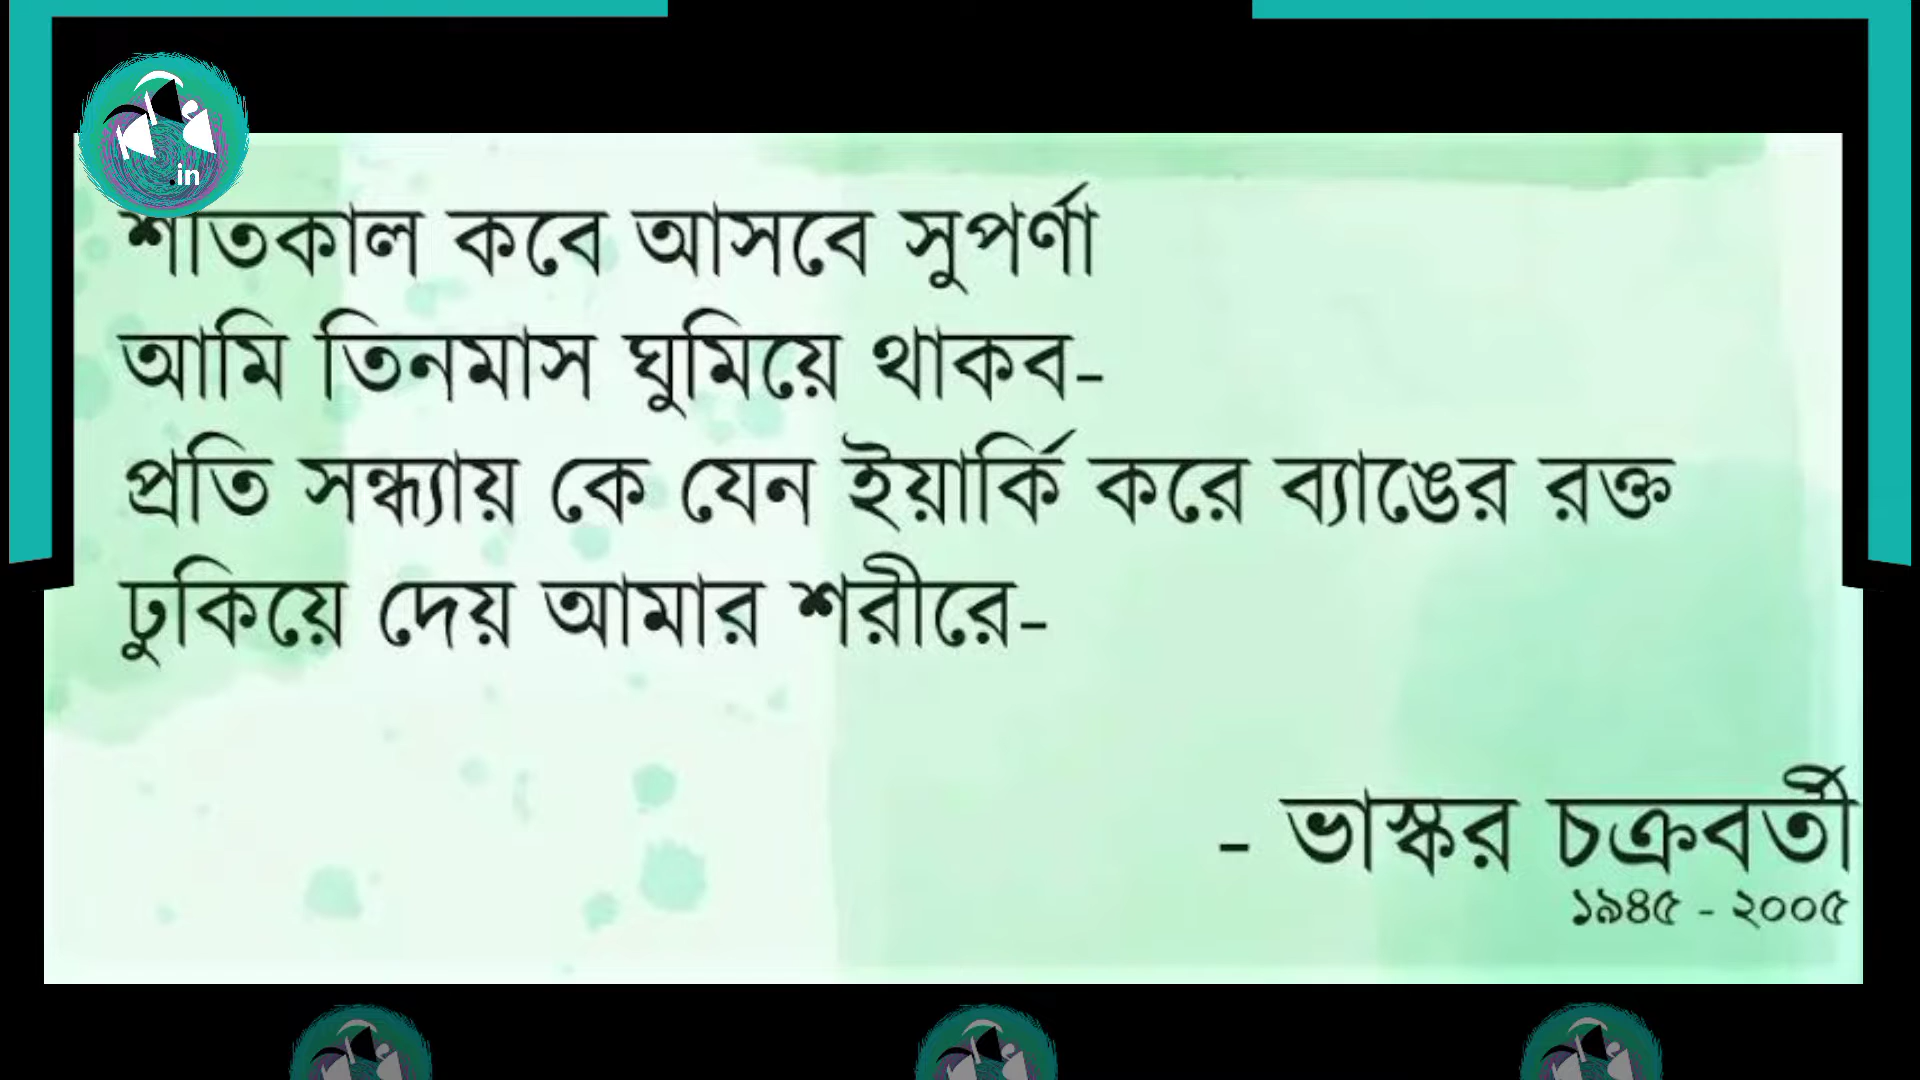 .in
শীতকাল কবে আসবে সুপর্ণা
আমি তিনমাস ঘুমিয়ে থাকব-
প্রতি সন্ধ্যায় কে যেন ইয়ার্কি করে ব্যাঙের রক্ত
ঢুকিয়ে দেয় আমার শরীরে-
- ভাস্কর চক্রবর্তী
১৯৪৫ - ২০০৫